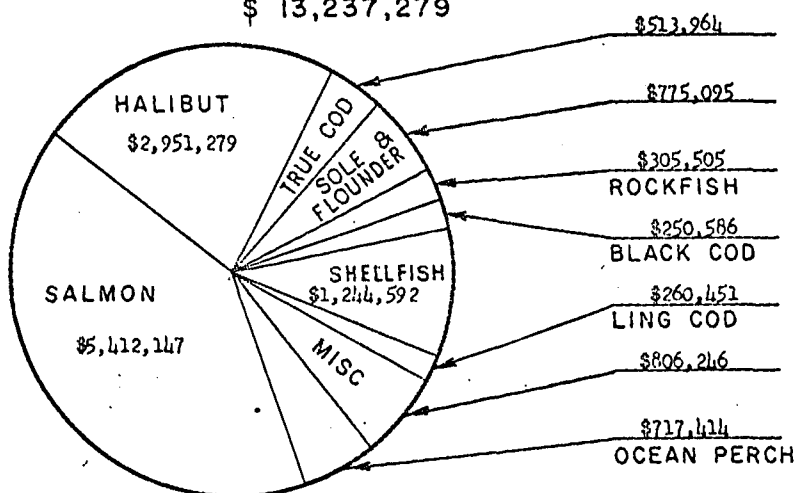 $ 13,237,279
$513,964
HALIBUT
$2,951,279
TRUE COD
$775,095
SOLE &
FLOUNDER
$305,505
ROCKFISH
$250,586
BLACK COD
SHELLFISH
$1,244,592
SALMON
$5,412,147
$260,451
LING COD
MISC
$806,246
$717,414
OCEAN PERCH